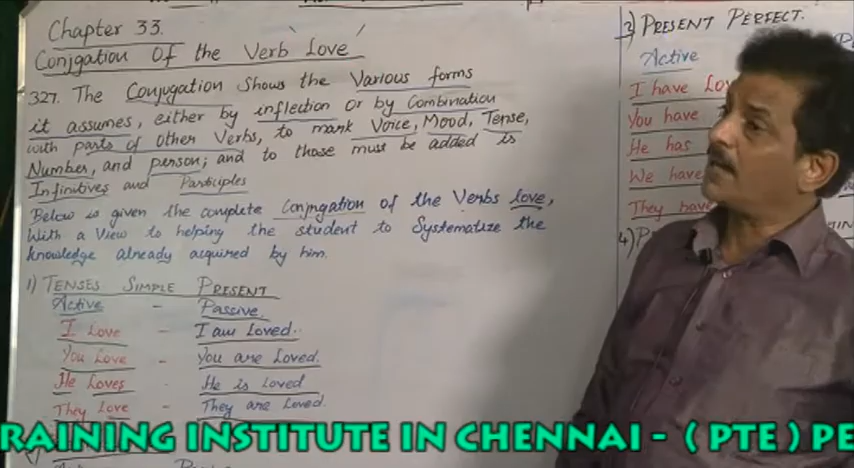 Chapter 33.
Conjgation Of the Verb Love
327. The Conjugation Shows the Various forms
it assumes, either by inflection or by Combination
with parts of other Verbs, to mark Voice, Mood, Tense,
Number, and person; and to those must be added is
Infinitives and Participles
Below is given the complete Conjngation of the Verbs love,
With a View to helping the student to Systematize the
knowledge already acquired by him.
1) TENSES SIMPLE PRESENT
Active - Passive
I Love - I am Loved.
You Love - You are Loved.
He Loves - He is Loved
They Love - They are Loved.
3) PRESENT PERFECT.
Active
I have
You have
He has
We have
They have
4)
RAINING INSTITUTE IN CHENNAI - ( PTE ) PE